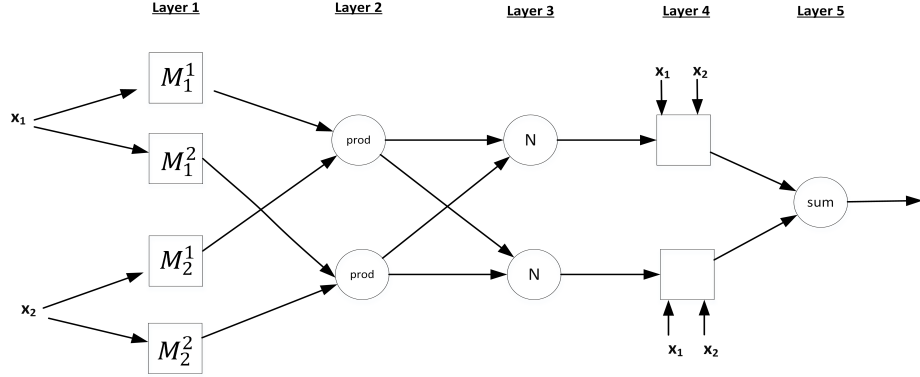 Layer 1 Layer 2 Layer 3 Layer 4 Layer 5
x₁ x₂
M₁¹
x₁
prod N
M₁²
sum
M₂¹
prod N
x₂
M₂²
x₁ x₂